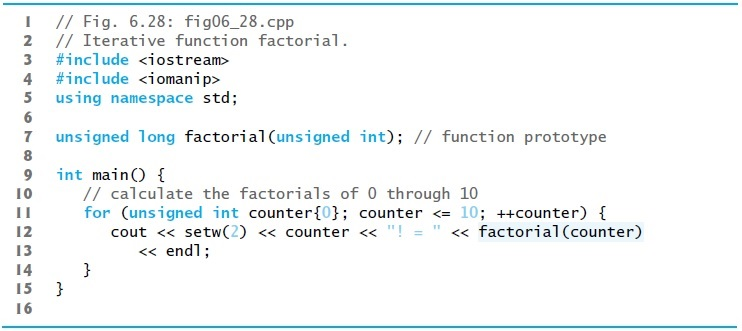 1 // Fig. 6.28: fig06_28.cpp
2 // Iterative function factorial.
3 #include <iostream>
4 #include <iomanip>
5 using namespace std;
6
7 unsigned long factorial(unsigned int); // function prototype
8
9 int main() {
10 // calculate the factorials of 0 through 10
11 for (unsigned int counter{0}; counter <= 10; ++counter) {
12 cout << setw(2) << counter << "! = " << factorial(counter)
13 << endl;
14 }
15 }
16